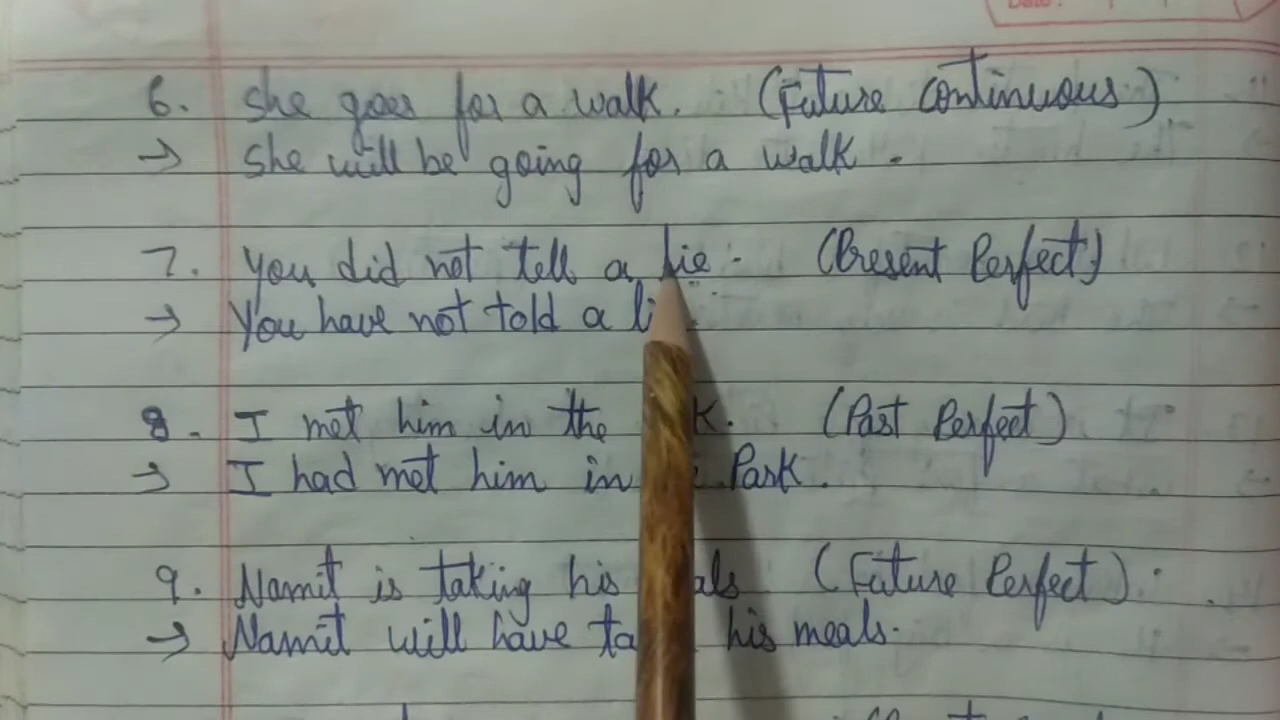 Date:
6. She goes for a walk. (Future Continuous)
→ She will be going for a walk.
7. You did not tell a lie. (Present Perfect)
→ You have not told a
8. I met him in the (Past Perfect)
→ I had met him in Park.
9. Namit is taking his (Future Perfect).
→ Namit will have his meals.